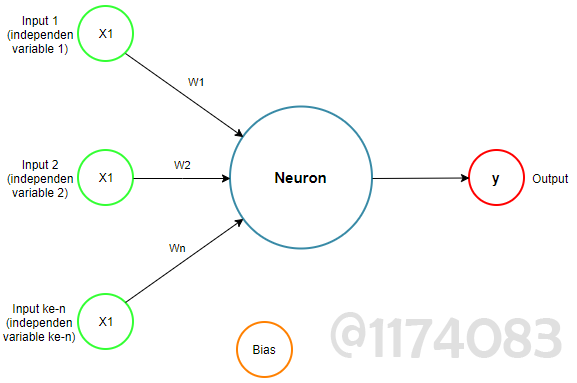 Input 1
(independen
variable 1)
X1
W1
Input 2
(independen
variable 2)
X1
W2
Neuron
y
Output
Wn
Input ke-n
(independen
variable ke-n)
X1
Bias
@1174083